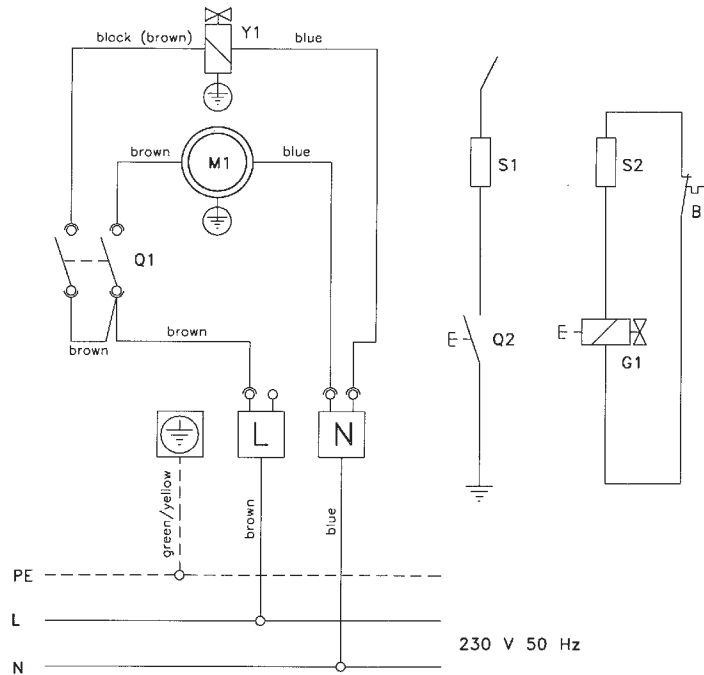 block (brown)
Y1
blue
brown
M1
blue
S1
S2
B
Q1
brown
brown
E
Q2
E
G1
L
N
green/yellow
brown
blue
PE
L
N
230 V 50 Hz